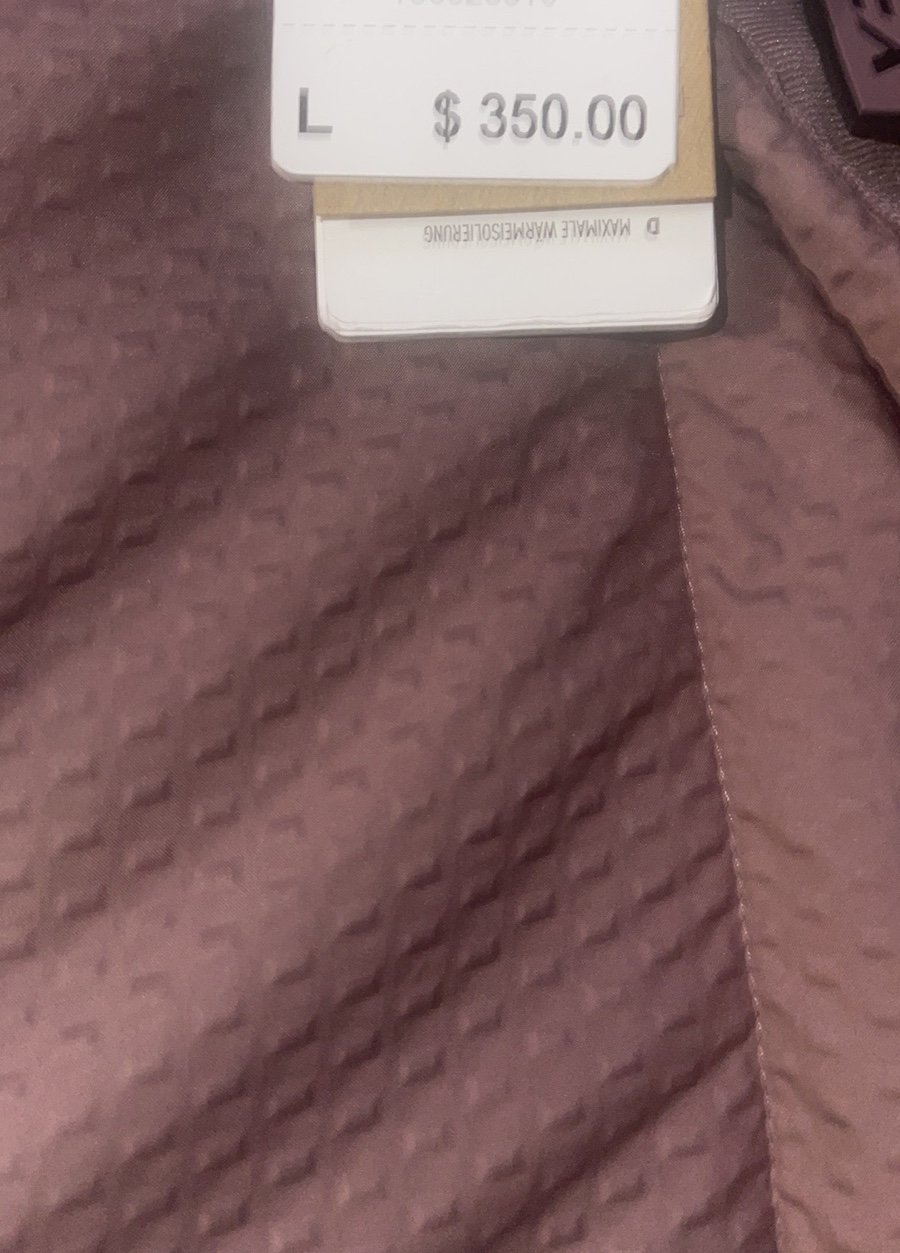 L $ 350.00
D MAXIMALE WÄRMEISOLIERUNG